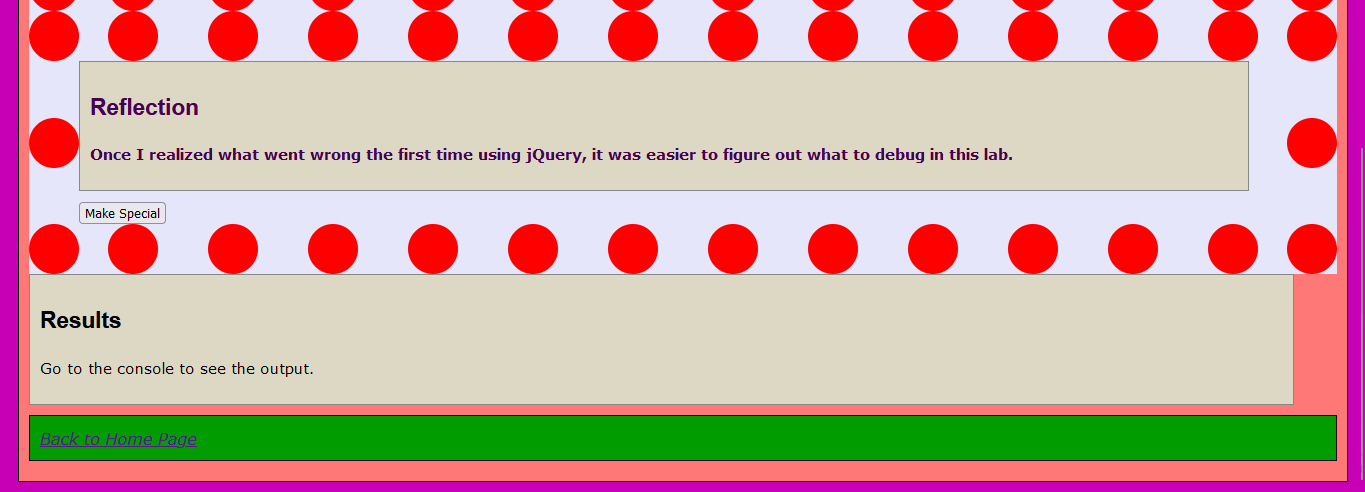 Reflection
Once I realized what went wrong the first time using jQuery, it was easier to figure out what to debug in this lab.
Make Special
Results
Go to the console to see the output.
Back to Home Page